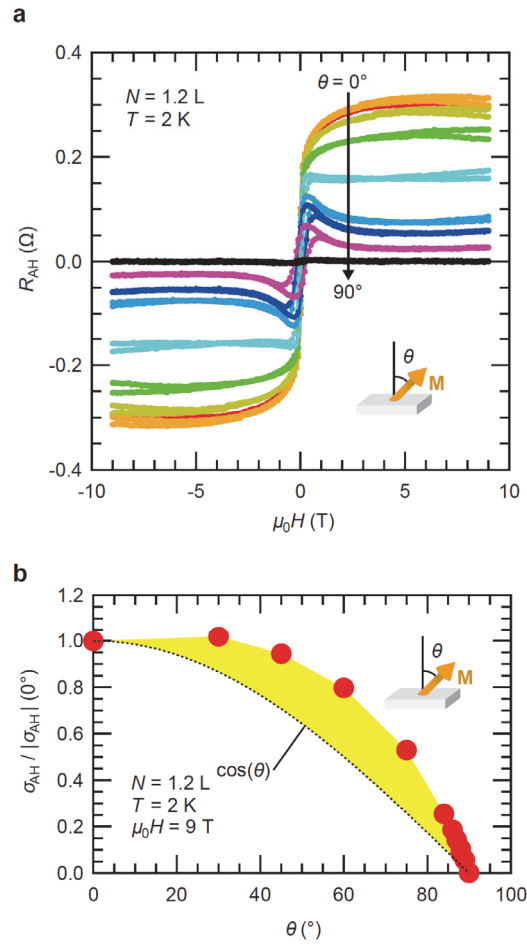 a
0.4
0.2
0.0
-0.2
-0.4
R_AH (Ω)
N = 1.2 L
T = 2 K
θ = 0°
90°
θ
M
-10
-5
0
5
10
μ₀H (T)
b
1.2
1.0
0.8
0.6
0.4
0.2
0.0
σ_AH / |σ_AH| (0°)
θ
M
cos(θ)
N = 1.2 L
T = 2 K
μ₀H = 9 T
0
20
40
60
80
100
θ (°)